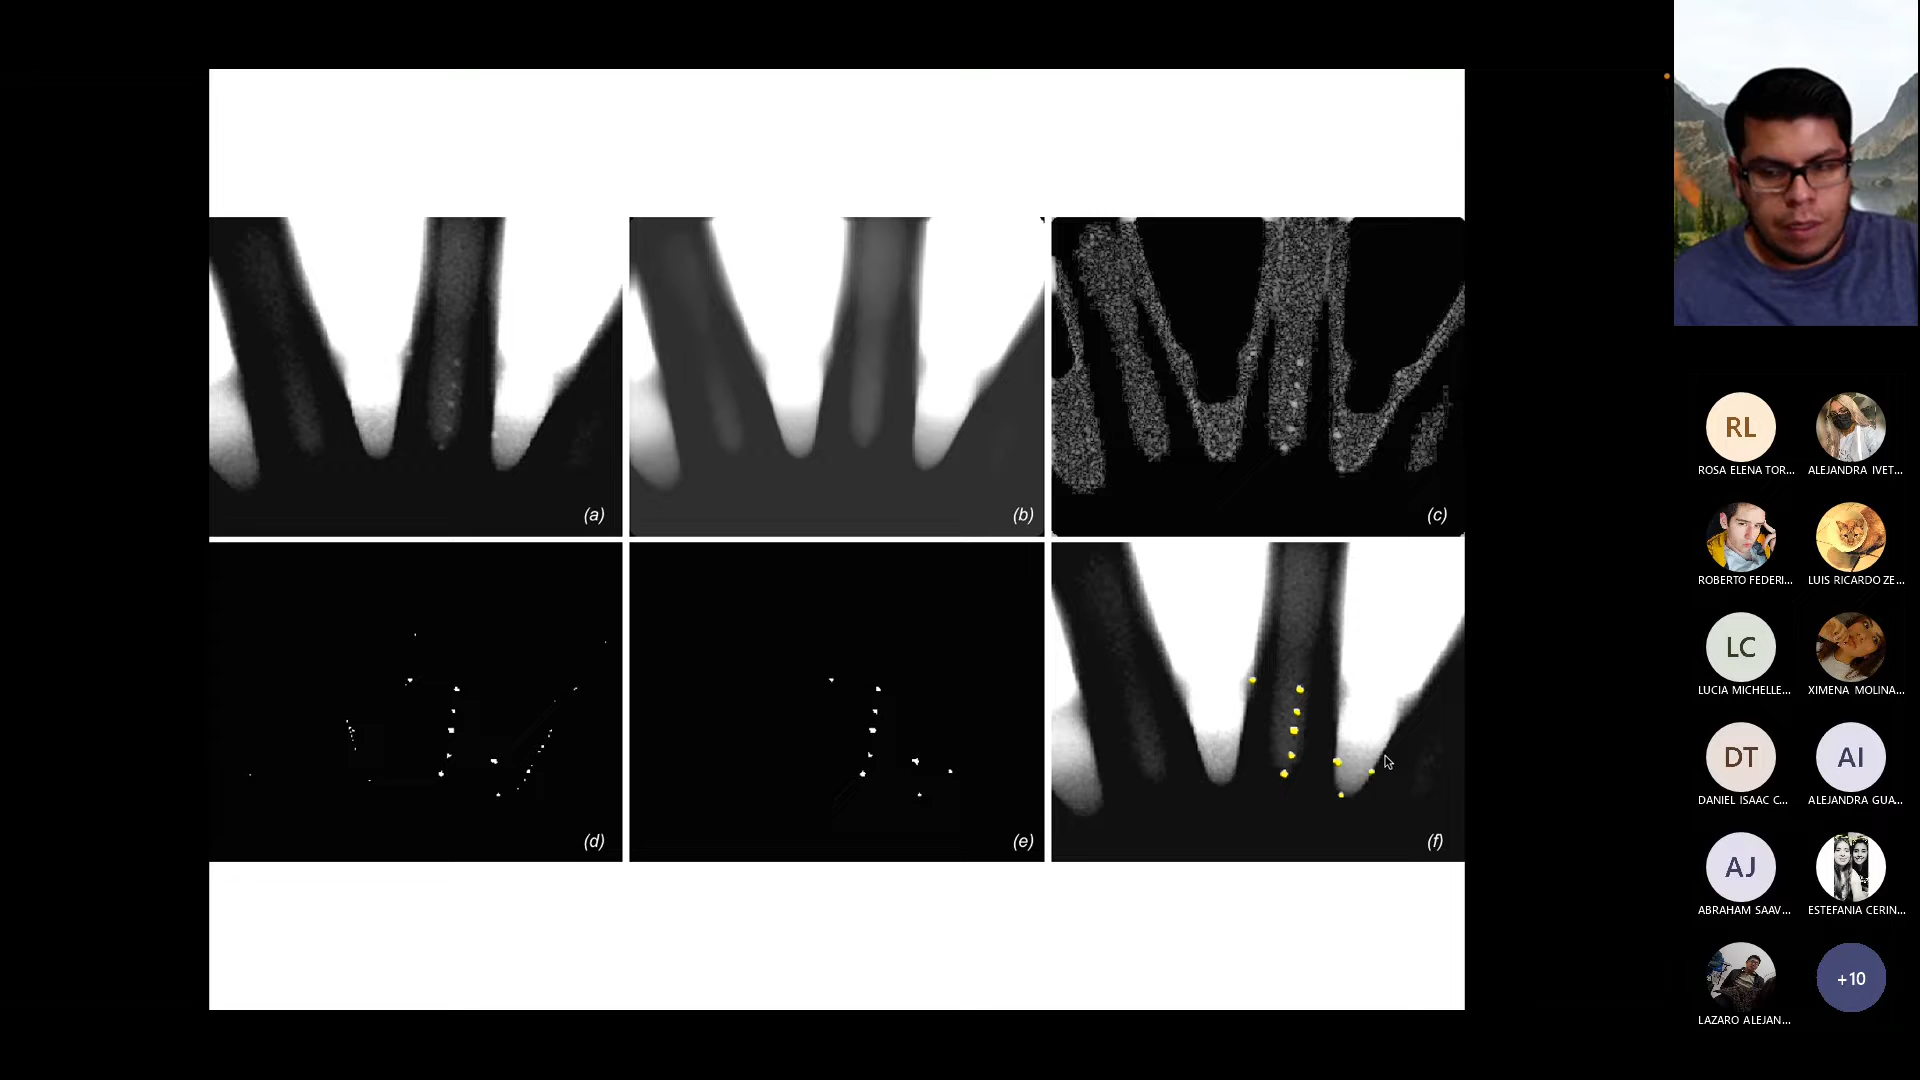 (a)
(b)
(c)
(d)
(e)
(f)
RL
ROSA ELENA TOR...
ALEJANDRA IVET...
ROBERTO FEDERI...
LUIS RICARDO ZE...
LC
LUCIA MICHELLE...
XIMENA MOLINA...
DT
DANIEL ISAAC C...
AI
ALEJANDRA GUA...
AJ
ABRAHAM SAAV...
ESTEFANIA CERIN...
LAZARO ALEJAN...
+10